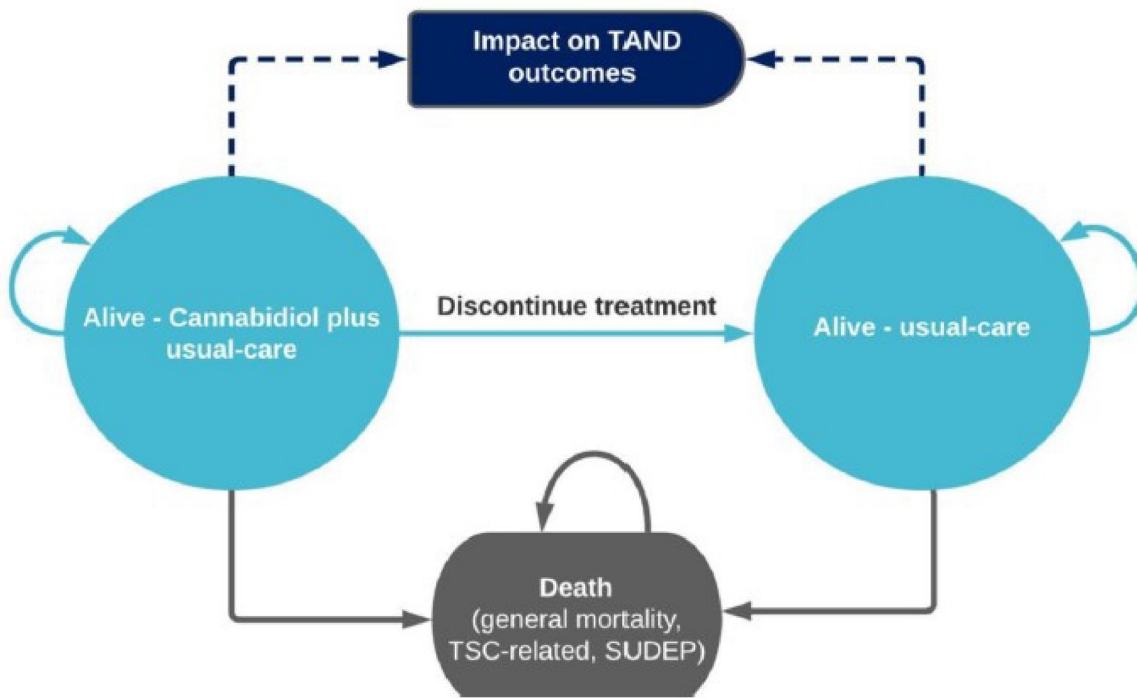 Impact on TAND
outcomes
Discontinue treatment
Alive - Cannabidiol plus
usual-care
Alive - usual-care
Death
(general mortality,
TSC-related, SUDEP)